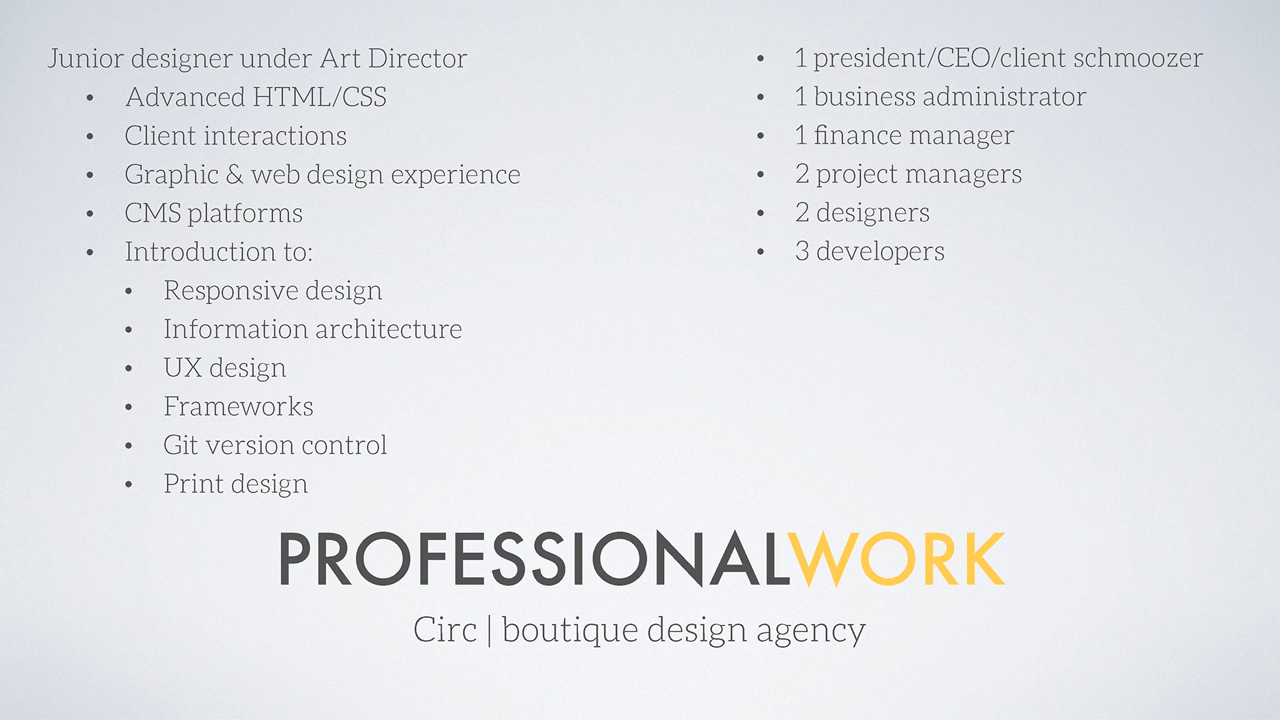 Junior designer under Art Director
• Advanced HTML/CSS
• Client interactions
• Graphic & web design experience
• CMS platforms
• Introduction to:
• Responsive design
• Information architecture
• UX design
• Frameworks
• Git version control
• Print design
• 1 president/CEO/client schmoozer
• 1 business administrator
• 1 finance manager
• 2 project managers
• 2 designers
• 3 developers
PROFESSIONALWORK
Circ | boutique design agency